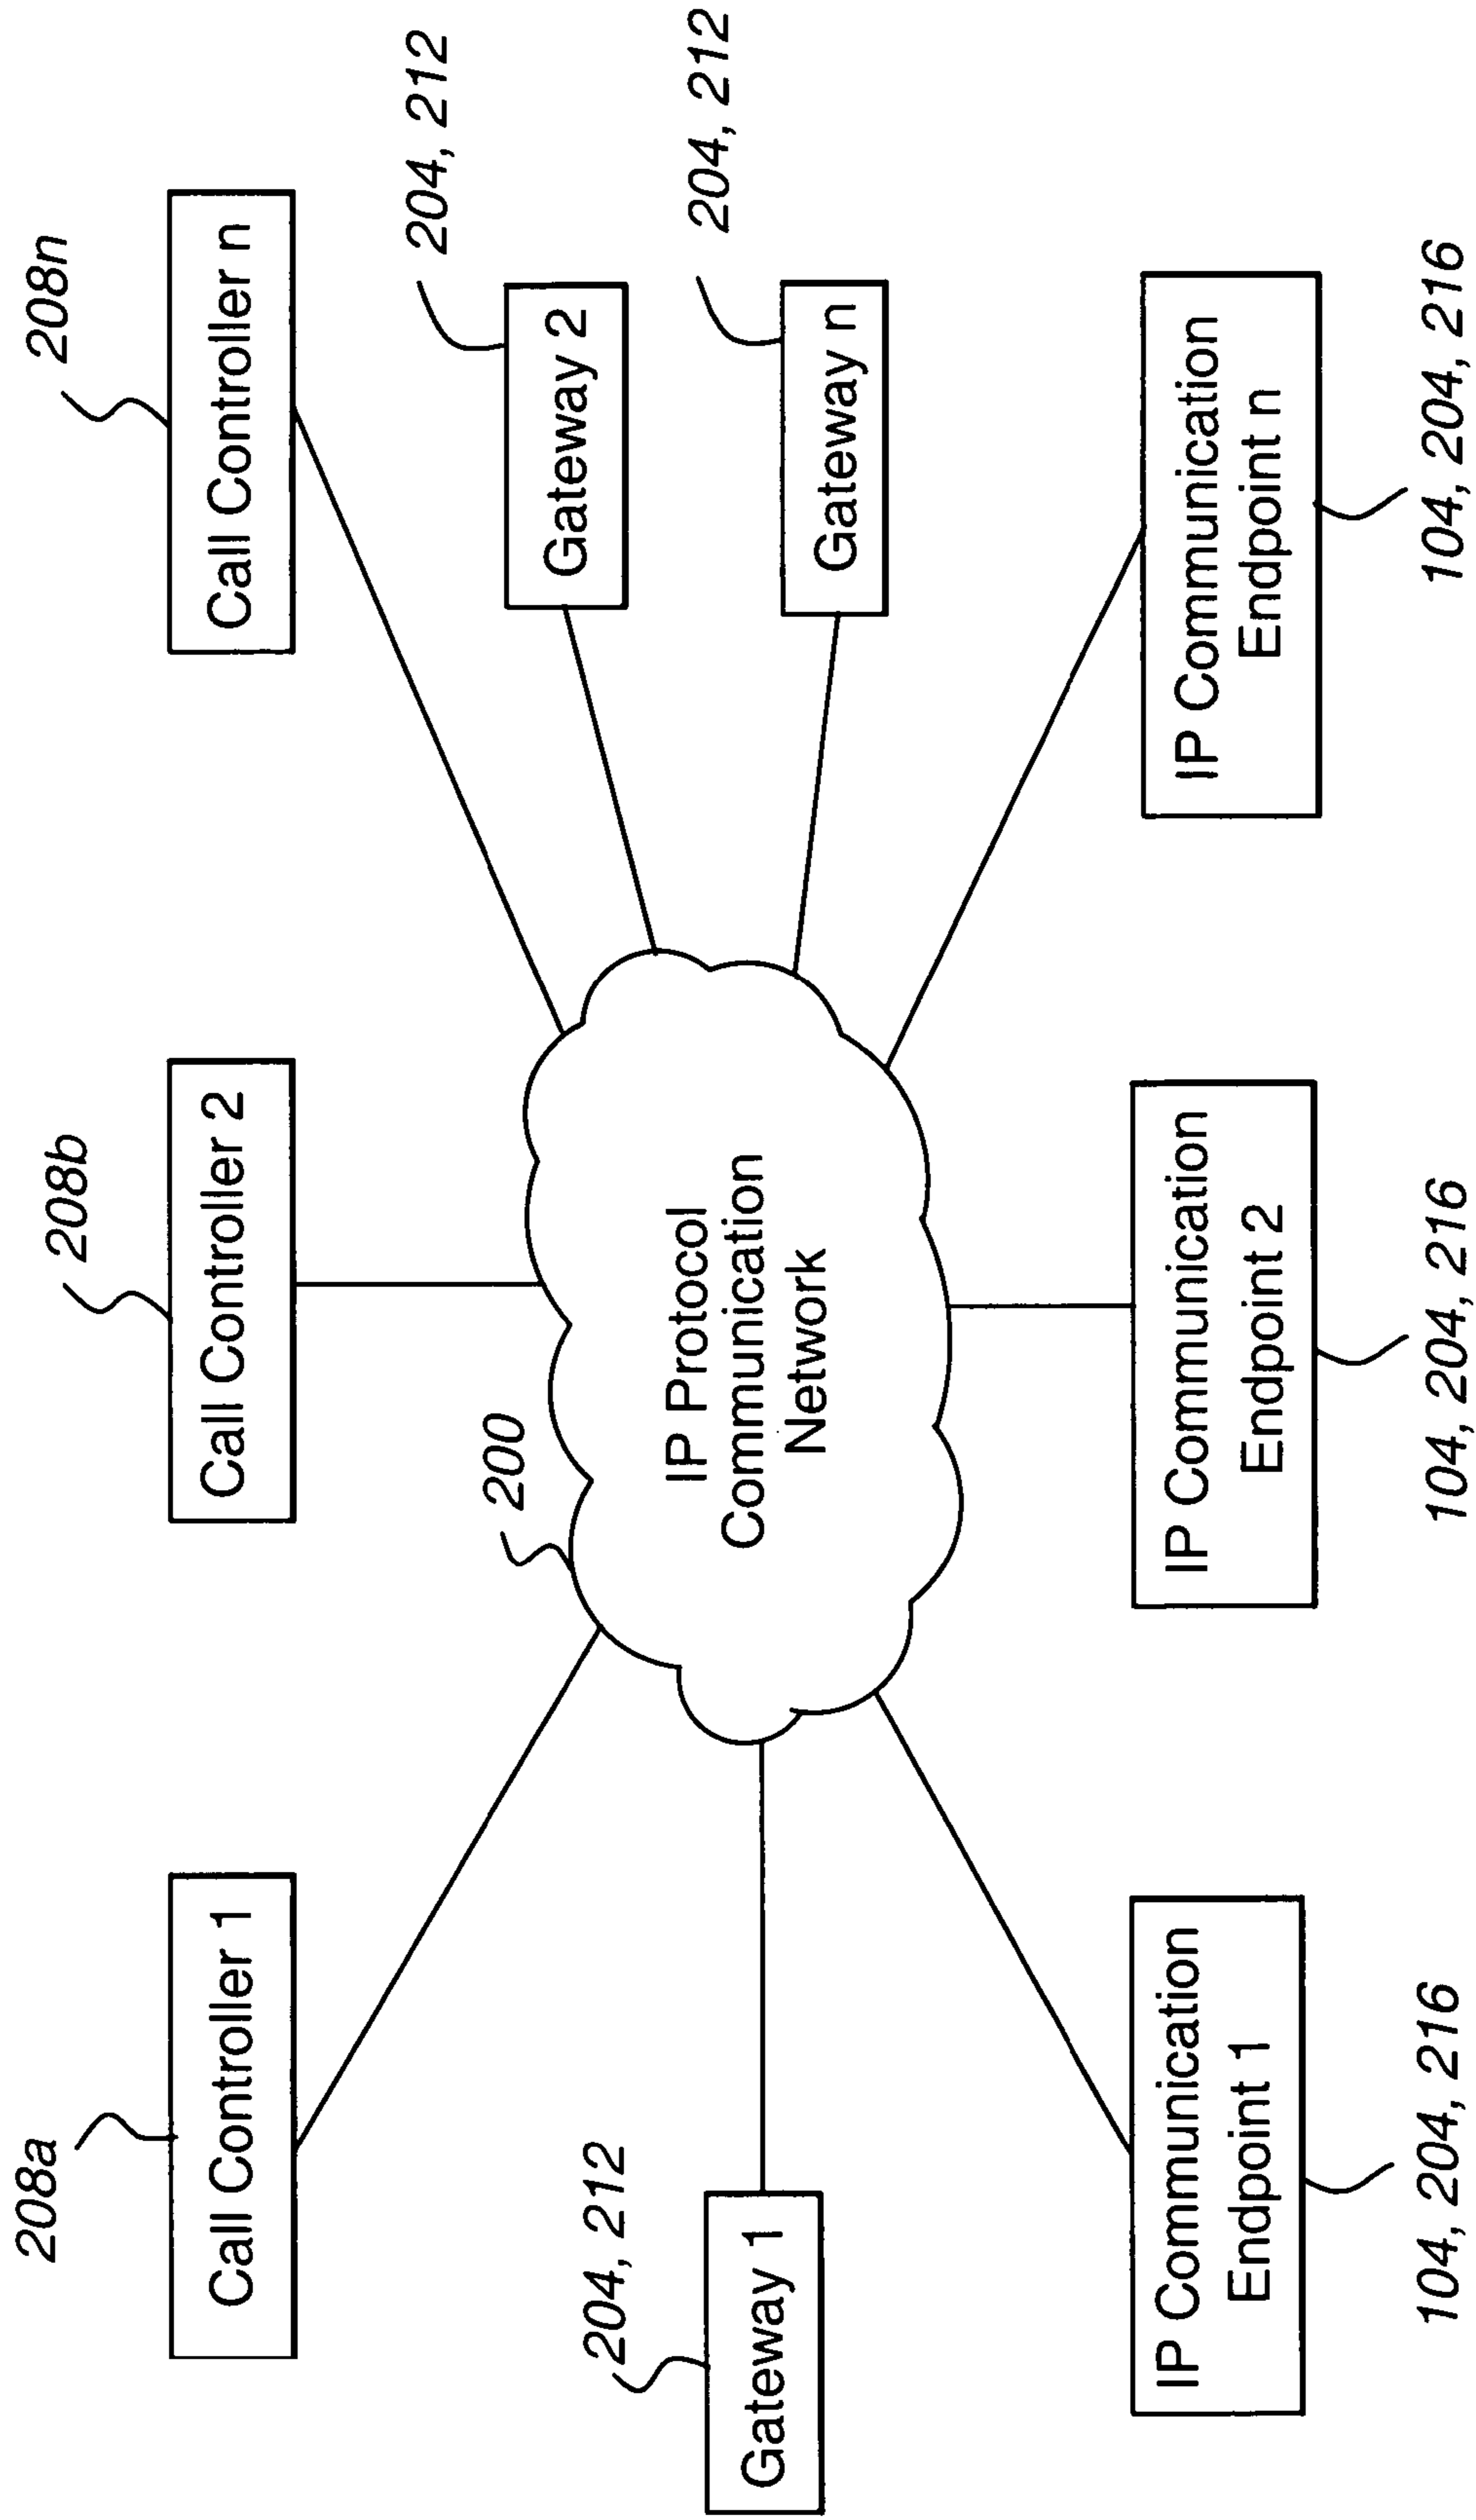 208a
208b
208n
Call Controller 1
Call Controller 2
Call Controller n
204, 212
Gateway 2
200
204, 212
Gateway 1
IP Protocol
Communication
Network
204, 212
Gateway n
IP Communication
Endpoint 1
IP Communication
Endpoint 2
IP Communication
Endpoint n
104, 204, 216
104, 204, 216
104, 204, 216